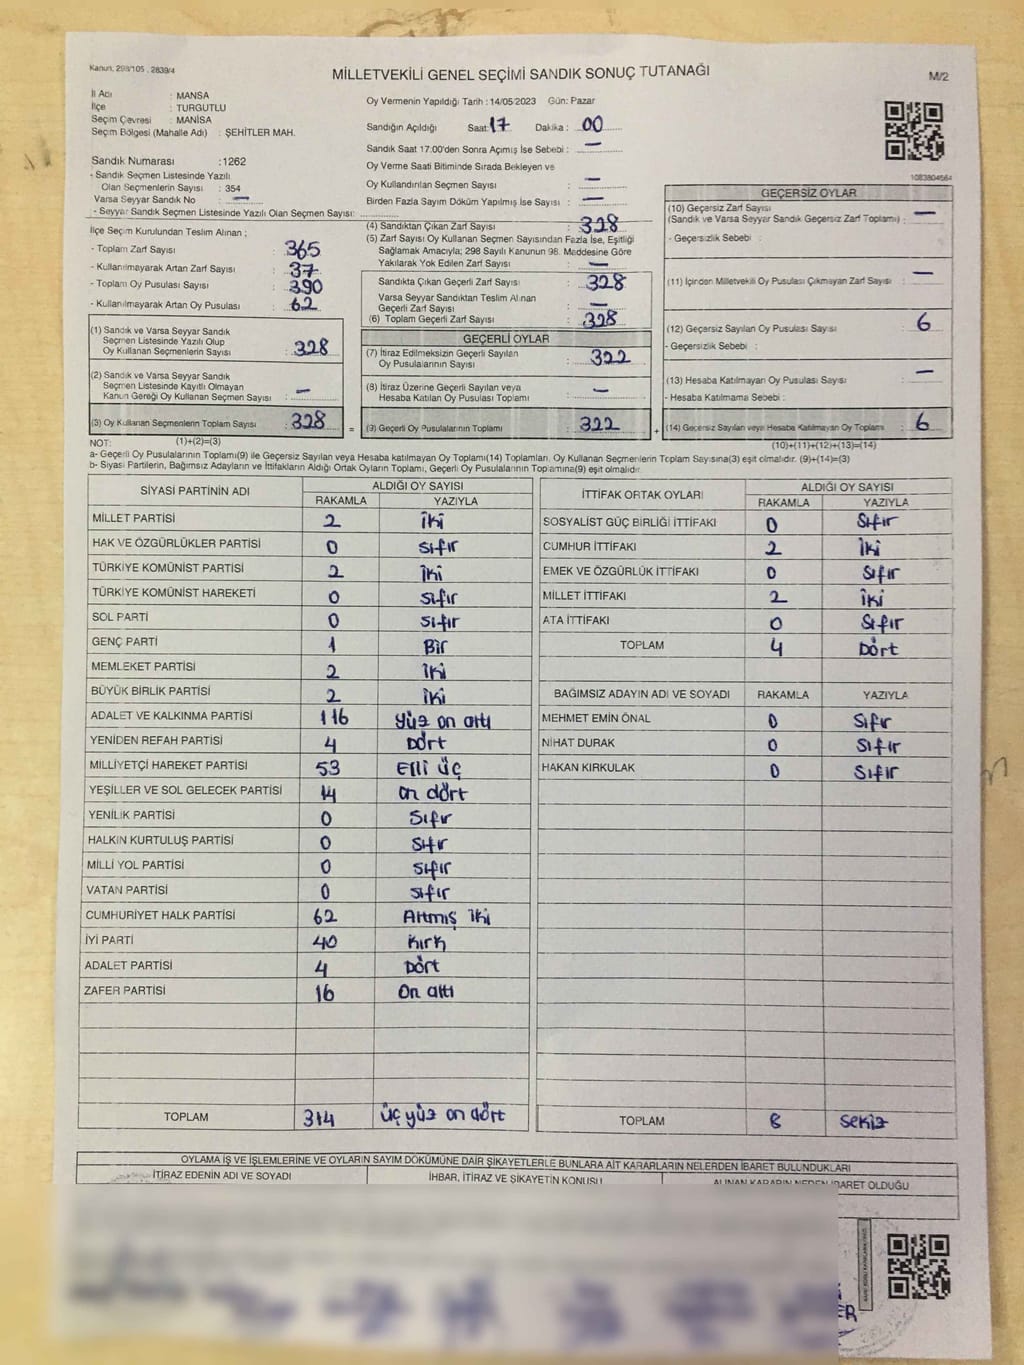 Kanun, 298/105 , 2839/4
MİLLETVEKİLİ GENEL SEÇİMİ SANDIK SONUÇ TUTANAĞI
M/2
İl Adı : MANİSA
İlçe : TURGUTLU
Seçim Çevresi : MANİSA
Seçim Bölgesi (Mahalle Adı) : ŞEHİTLER MAH.
Sandık Numarası :1262
- Sandık Seçmen Listesinde Yazılı
Olan Seçmenlerin Sayısı : 354
Varsa Seyyar Sandık No : —
- Seyyar Sandık Seçmen Listesinde Yazılı Olan Seçmen Sayısı:
Oy Vermenin Yapıldığı Tarih : 14/05/2023 Gün: Pazar
Sandığın Açıldığı Saat: 17 Dakika : 00
Sandık Saat 17:00'den Sonra Açımış İse Sebebi : —
Oy Verme Saati Bitiminde Sırada Bekleyen ve
Oy Kullandırılan Seçmen Sayısı : —
Birden Fazla Sayım Döküm Yapılmış İse Sayısı : —
1083804564
İlçe Seçim Kurulundan Teslim Alınan ;
- Toplam Zarf Sayısı : 365
- Kullanılmayarak Artan Zarf Sayısı : 37
- Toplam Oy Pusulası Sayısı : 390
- Kullanılmayarak Artan Oy Pusulası : 62
(1) Sandık ve Varsa Seyyar Sandık
Seçmen Listesinde Yazılı Olup
Oy Kullanan Seçmenlerin Sayısı : 328
(2) Sandık ve Varsa Seyyar Sandık
Seçmen Listesinde Kayıtlı Olmayan
Kanun Gereği Oy Kullanan Seçmen Sayısı : —
(3) Oy Kullanan Seçmenlerin Toplam Sayısı : 328
(4) Sandıktan Çıkan Zarf Sayısı : 328
(5) Zarf Sayısı Oy Kullanan Seçmen Sayısından Fazla İse, Eşitliği
Sağlamak Amacıyla; 298 Sayılı Kanunun 98. Maddesine Göre
Yakılarak Yok Edilen Zarf Sayısı : —
Sandıkta Çıkan Geçerli Zarf Sayısı : 328
Varsa Seyyar Sandıktan Teslim Alınan
Geçerli Zarf Sayısı : —
(6) Toplam Geçerli Zarf Sayısı : 328
GEÇERLİ OYLAR
(7) İtiraz Edilmeksizin Geçerli Sayılan
Oy Pusulalarının Sayısı : 322
(8) İtiraz Üzerine Geçerli Sayılan veya
Hesaba Katılan Oy Pusulası Toplamı : —
= (9) Geçerli Oy Pusulalarının Toplamı : 322
GEÇERSİZ OYLAR
(10) Geçersiz Zarf Sayısı
(Sandık ve Varsa Seyyar Sandık Geçersiz Zarf Toplamı) : —
- Geçersizlik Sebebi :
(11) İçinden Milletvekili Oy Pusulası Çıkmayan Zarf Sayısı : —
(12) Geçersiz Sayılan Oy Pusulası Sayısı : 6
- Geçersizlik Sebebi :
(13) Hesaba Katılmayan Oy Pusulası Sayısı : —
- Hesaba Katılmama Sebebi :
+ (14) Geçersiz Sayılan veya Hesaba Katılmayan Oy Toplamı : 6
NOT: (1)+(2)=(3)
(10)+(11)+(12)+(13)=(14)
a- Geçerli Oy Pusulalarının Toplamı(9) ile Geçersiz Sayılan veya Hesaba katılmayan Oy Toplamı(14) Toplamları, Oy Kullanan Seçmenlerin Toplam Sayısına(3) eşit olmalıdır. (9)+(14)=(3)
b- Siyasi Partilerin, Bağımsız Adayların ve İttifakların Aldığı Ortak Oyların Toplamı, Geçerli Oy Pusulalarının Toplamına(9) eşit olmalıdır
SİYASİ PARTİNİN ADI ALDIĞI OY SAYISI
RAKAMLA YAZIYLA
MİLLET PARTİSİ 2 İki
HAK VE ÖZGÜRLÜKLER PARTİSİ 0 sıfır
TÜRKİYE KOMÜNİST PARTİSİ 2 İki
TÜRKİYE KOMÜNİST HAREKETİ 0 sıfır
SOL PARTİ 0 sıfır
GENÇ PARTİ 1 Bir
MEMLEKET PARTİSİ 2 İki
BÜYÜK BİRLİK PARTİSİ 2 İki
ADALET VE KALKINMA PARTİSİ 116 yüz on altı
YENİDEN REFAH PARTİSİ 4 Dört
MİLLİYETÇİ HAREKET PARTİSİ 53 Elli üç
YEŞİLLER VE SOL GELECEK PARTİSİ 14 on dört
YENİLİK PARTİSİ 0 Sıfır
HALKIN KURTULUŞ PARTİSİ 0 Sıfır
MİLLİ YOL PARTİSİ 0 sıfır
VATAN PARTİSİ 0 sıfır
CUMHURİYET HALK PARTİSİ 62 Altmış iki
İYİ PARTİ 40 Kırk
ADALET PARTİSİ 4 Dört
ZAFER PARTİSİ 16 On altı
TOPLAM 314 üç yüz on dört
İTTİFAK ORTAK OYLARI ALDIĞI OY SAYISI
RAKAMLA YAZIYLA
SOSYALİST GÜÇ BİRLİĞİ İTTİFAKI 0 Sıfır
CUMHUR İTTİFAKI 2 İki
EMEK VE ÖZGÜRLÜK İTTİFAKI 0 Sıfır
MİLLET İTTİFAKI 2 İki
ATA İTTİFAKI 0 Sıfır
TOPLAM 4 Dört
BAĞIMSIZ ADAYIN ADI VE SOYADI RAKAMLA YAZIYLA
MEHMET EMİN ÖNAL 0 Sıfır
NİHAT DURAK 0 Sıfır
HAKAN KIRKULAK 0 Sıfır
TOPLAM 8 sekiz
OYLAMA İŞ VE İŞLEMLERİNE VE OYLARIN SAYIM DÖKÜMÜNE DAİR ŞİKAYETLERLE BUNLARA AİT KARARLARIN NELERDEN İBARET BULUNDUKLARI
İTİRAZ EDENİN ADI VE SOYADI İHBAR, İTİRAZ VE ŞİKAYETİN KONUSU ALINAN KARARIN NEDEN İBARET OLDUĞU